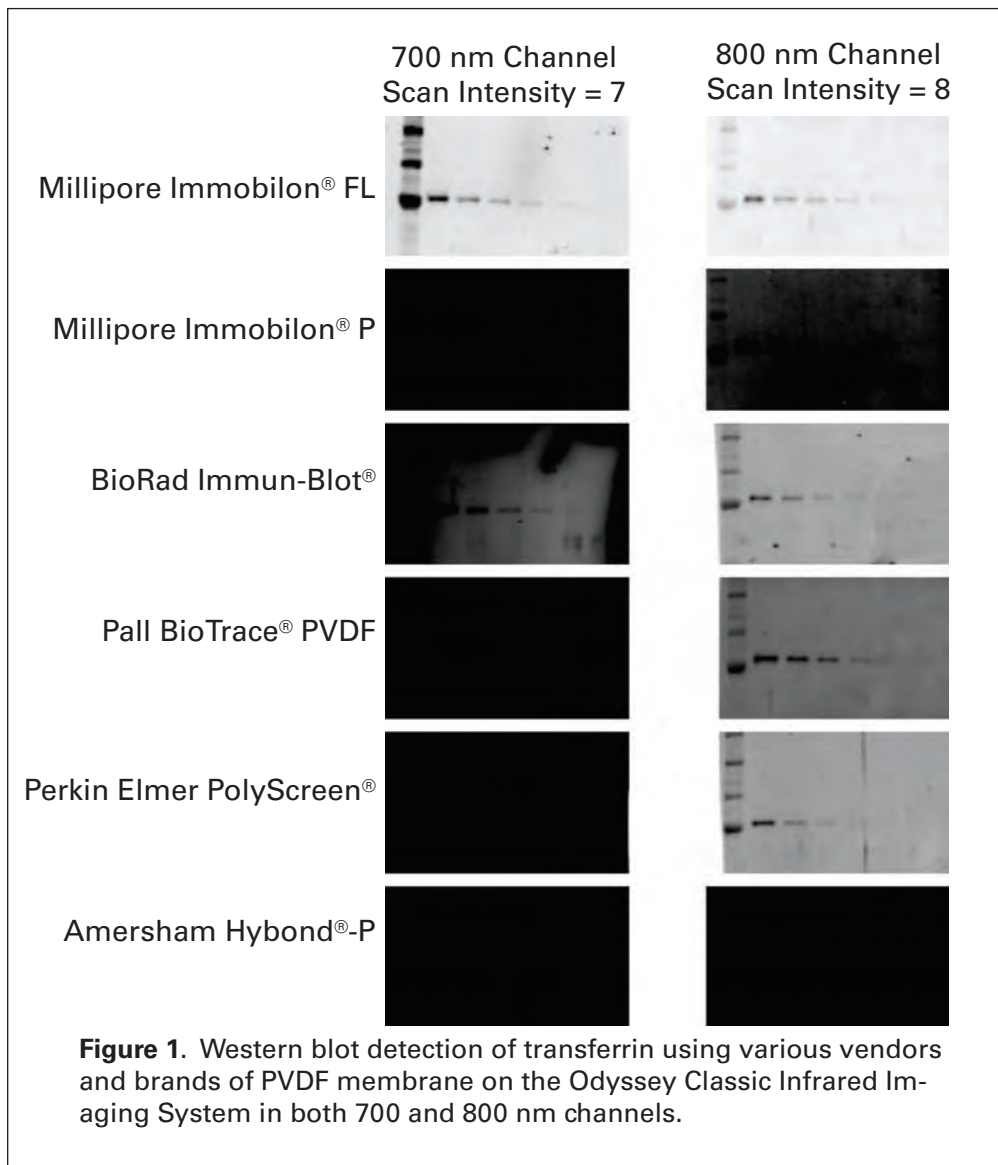 700 nm Channel
Scan Intensity = 7
800 nm Channel
Scan Intensity = 8
Millipore Immobilon® FL
Millipore Immobilon® P
BioRad Immun-Blot®
Pall BioTrace® PVDF
Perkin Elmer PolyScreen®
Amersham Hybond®-P
Figure 1. Western blot detection of transferrin using various vendors
and brands of PVDF membrane on the Odyssey Classic Infrared Im-
aging System in both 700 and 800 nm channels.